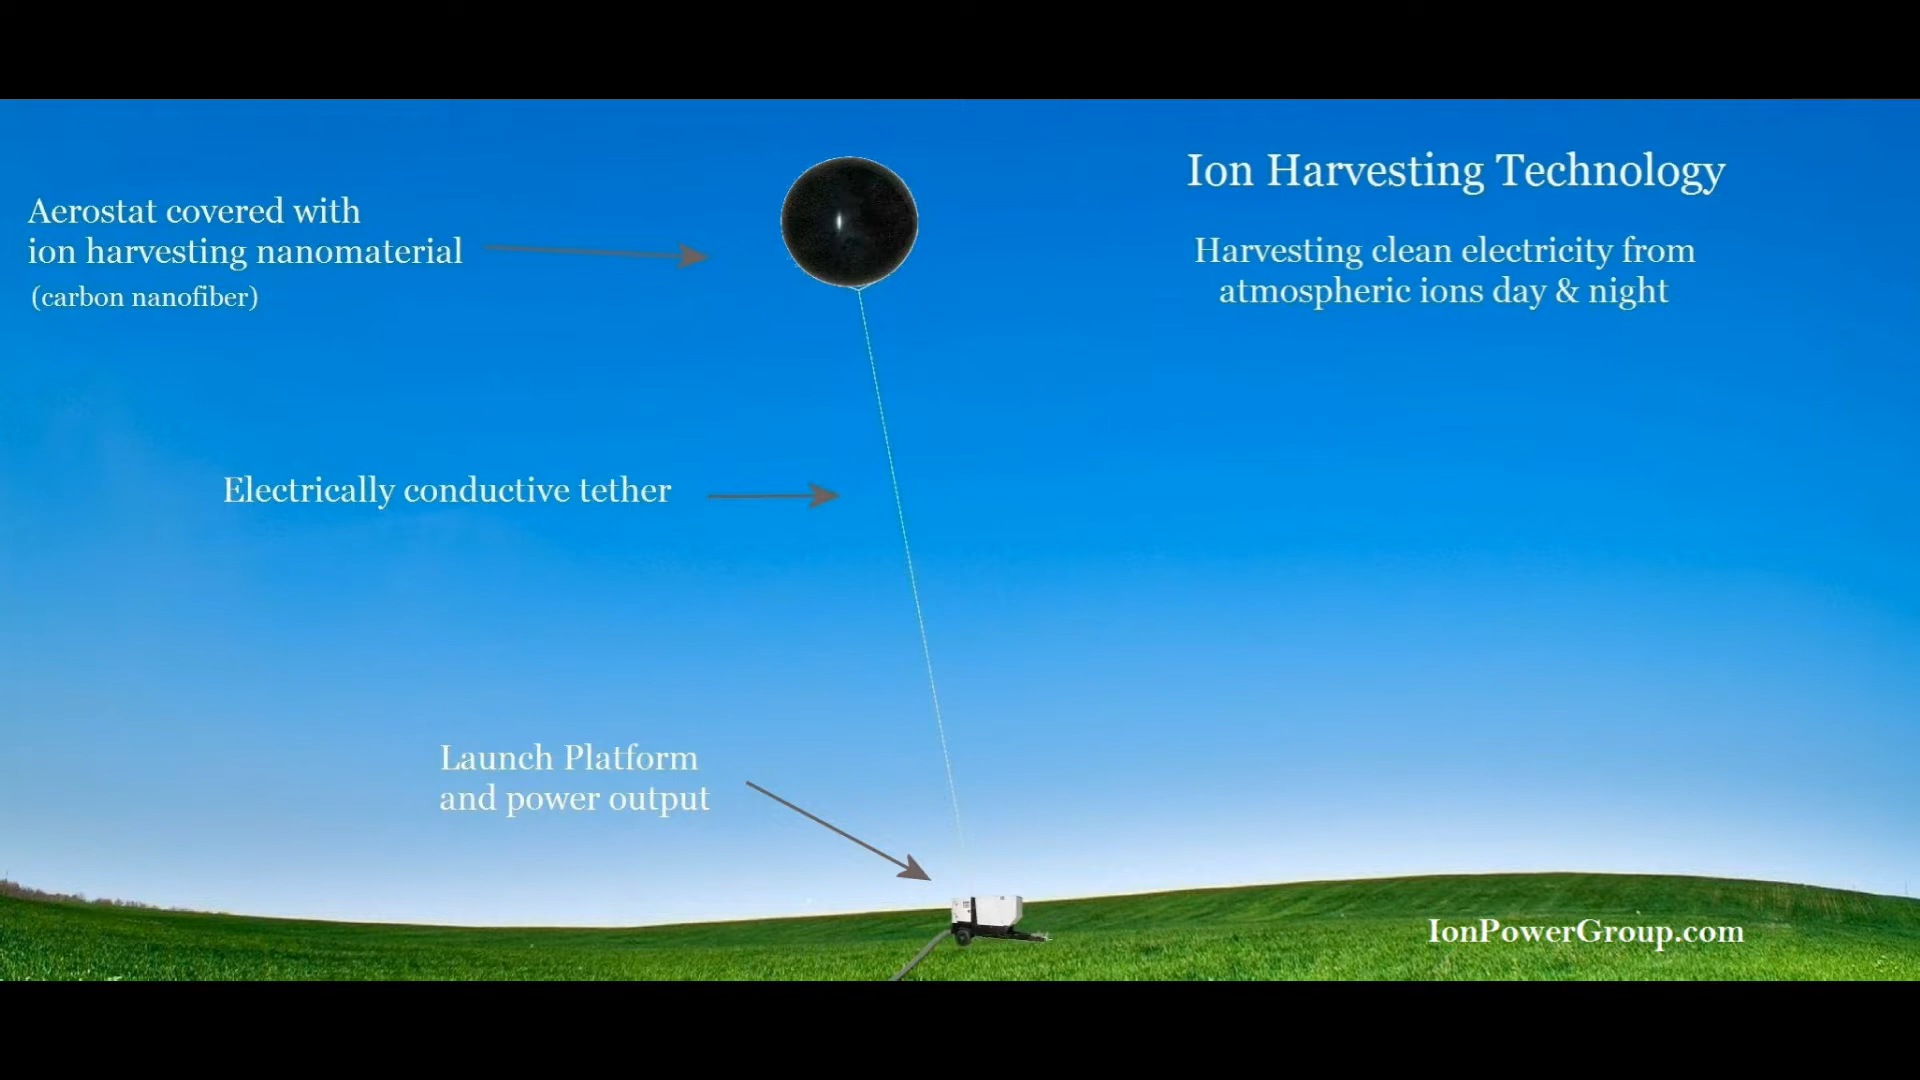 Ion Harvesting Technology
Harvesting clean electricity from
atmospheric ions day & night
Aerostat covered with
ion harvesting nanomaterial
(carbon nanofiber)
Electrically conductive tether
Launch Platform
and power output
IonPowerGroup.com